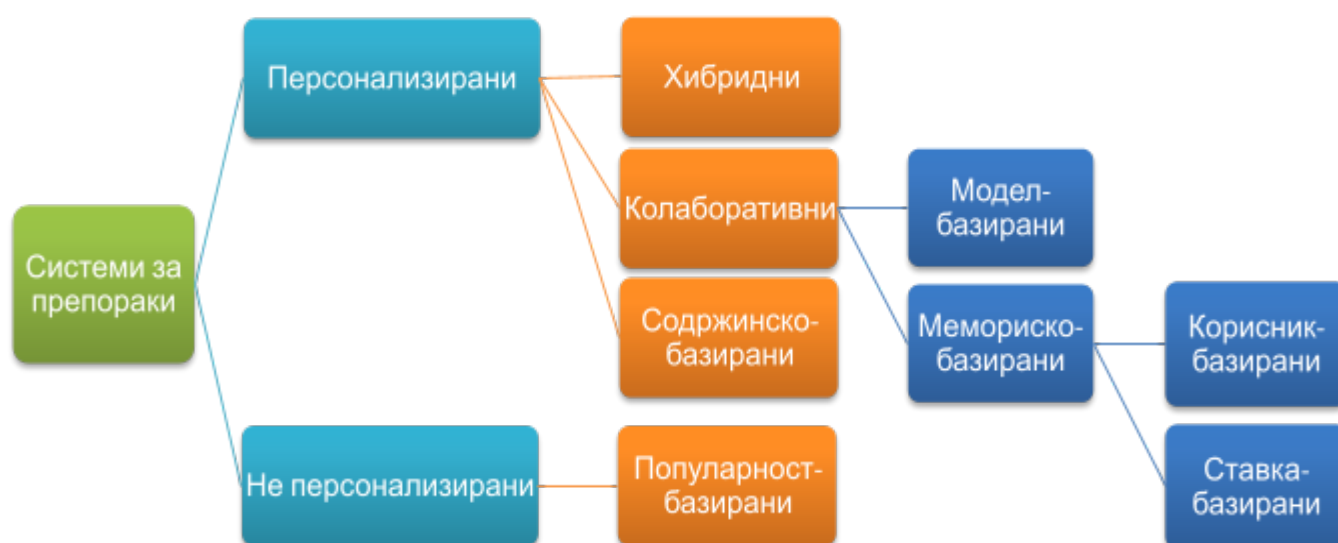 Персонализирани
Хибридни
Колаборативни
Модел-
базирани
Системи за
препораки
Содржинско-
базирани
Мемориско-
базирани
Корисник-
базирани
Не персонализирани
Популарност-
базирани
Ставка-
базирани